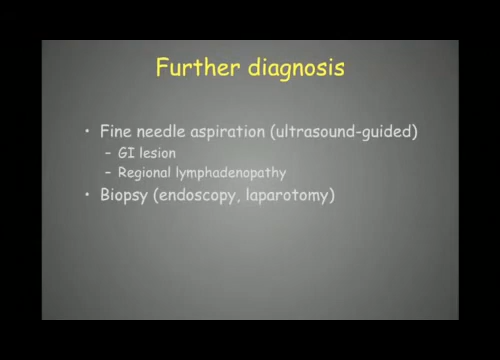 Further diagnosis
• Fine needle aspiration (ultrasound-guided)
– GI lesion
– Regional lymphadenopathy
• Biopsy (endoscopy, laparotomy)